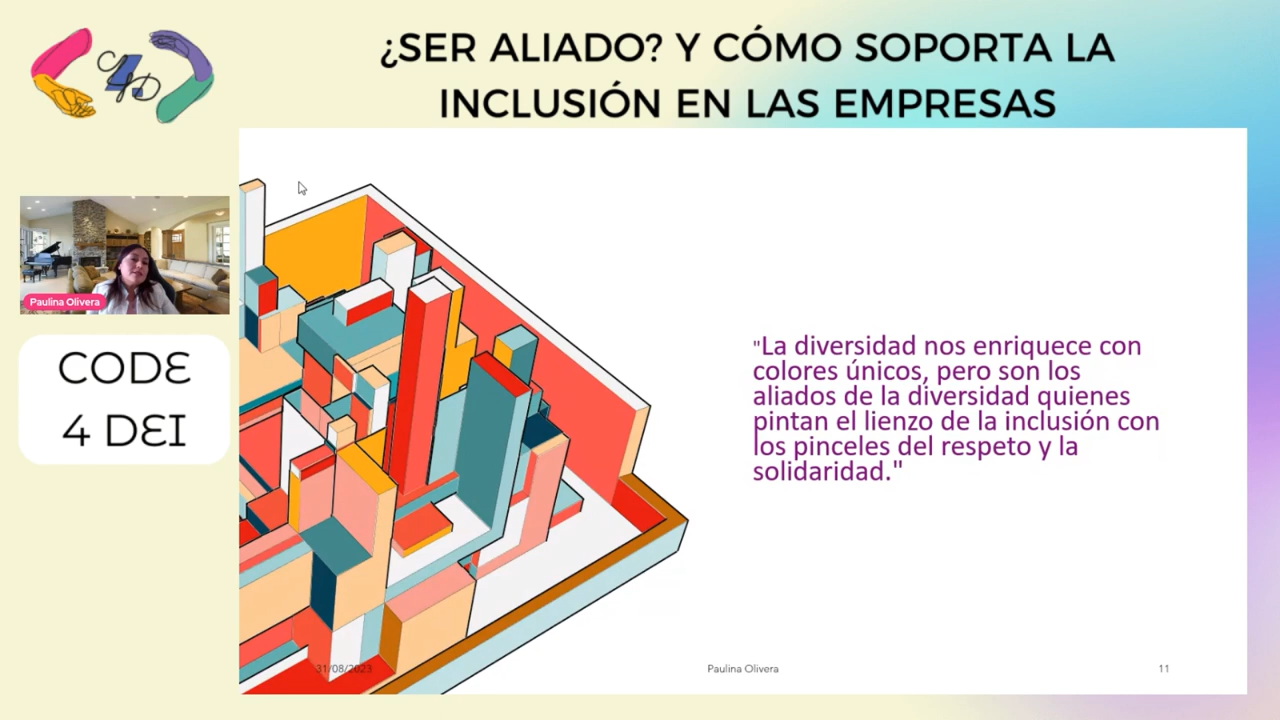 ¿SER ALIADO? Y CÓMO SOPORTA LA
INCLUSIÓN EN LAS EMPRESAS
Paulina Olivera
CODE
4 DEI
"La diversidad nos enriquece con
colores únicos, pero son los
aliados de la diversidad quienes
pintan el lienzo de la inclusión con
los pinceles del respeto y la
solidaridad."
31/08/2023
Paulina Olivera
11